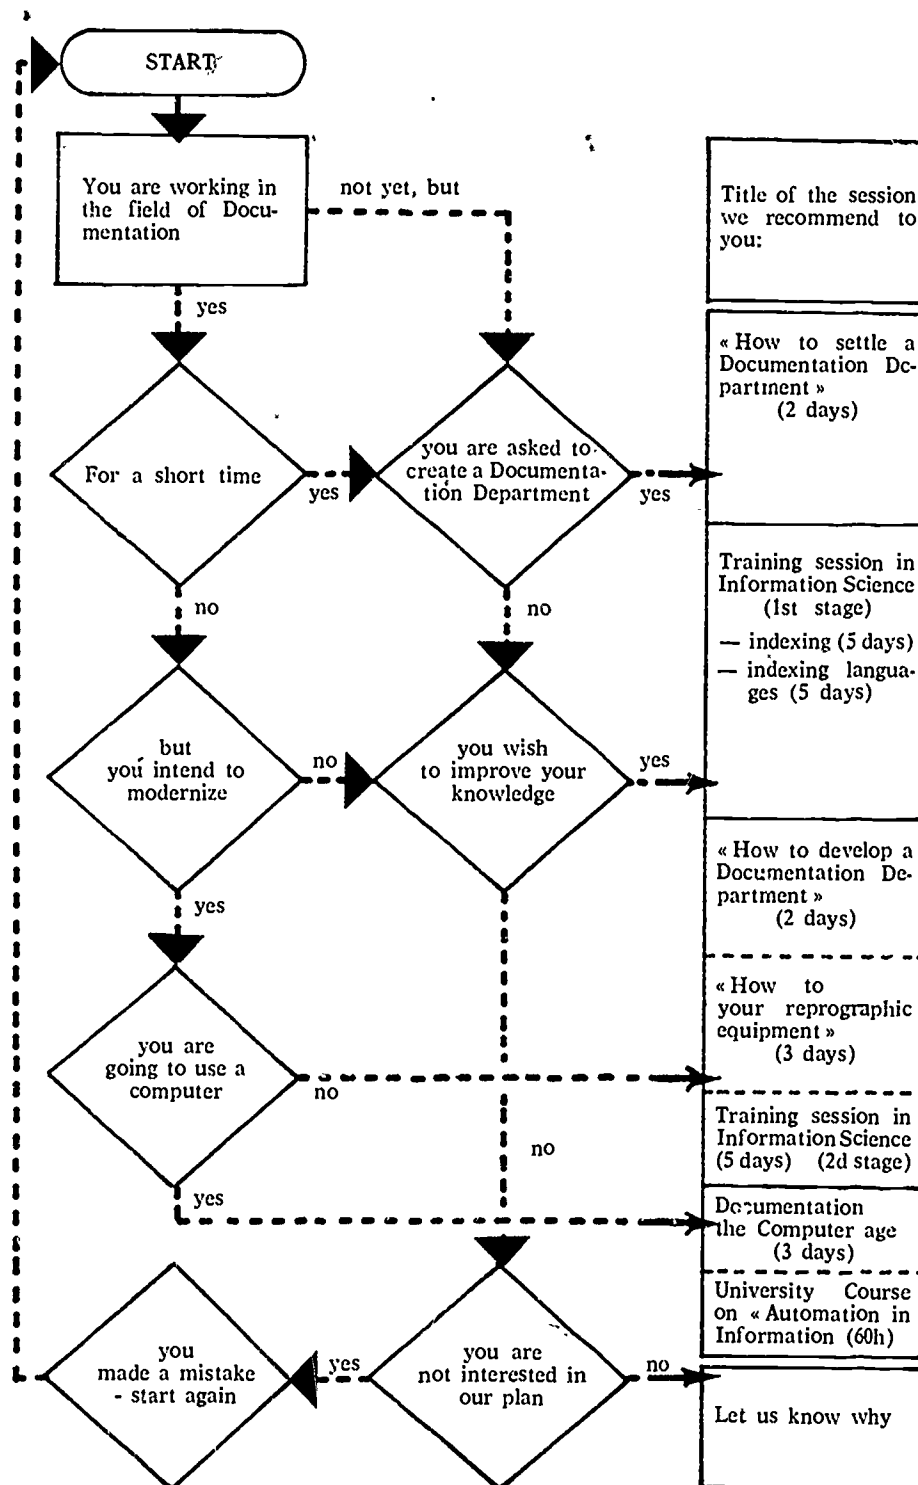 START
You are working in
the field of Docu-
mentation
not yet, but
yes
For a short time
yes
you are asked to
create a Documenta-
tion Department
yes
no
no
but
you intend to
modernize
no
you wish
to improve your
knowledge
yes
yes
you are
going to use a
computer
no
no
yes
you
made a mistake
- start again
yes
you are
not interested in
our plan
no
Title of the session
we recommend to
you:
« How to settle a
Documentation De-
partment »
(2 days)
Training session in
Information Science
(1st stage)
— indexing (5 days)
— indexing langua-
ges (5 days)
« How to develop a
Documentation De-
partment »
(2 days)
« How to
your reprographic
equipment »
(3 days)
Training session in
Information Science
(5 days) (2d stage)
Documentation
the Computer age
(3 days)
University Course
on « Automation in
Information (60h)
Let us know why